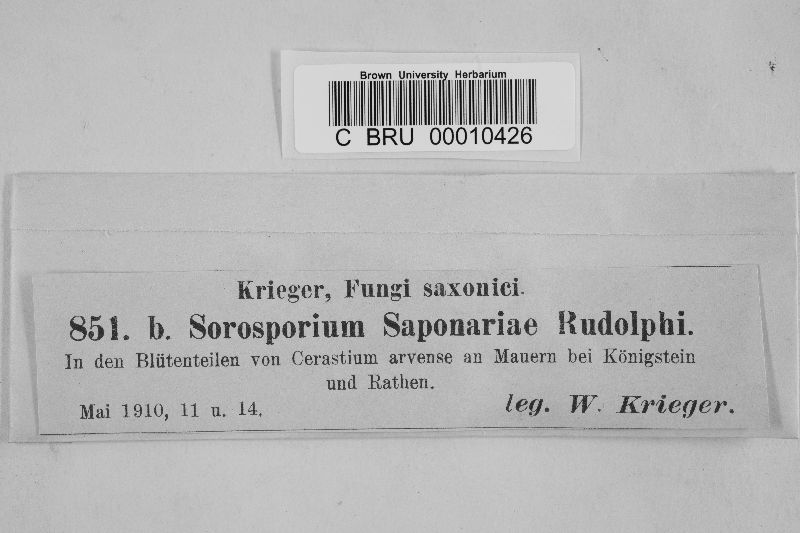 Brown University Herbarium
C BRU 00010426
Krieger, Fungi saxonici.
851. b. Sorosporium Saponariae Rudolphi.
In den Blütenteilen von Cerastium arvense an Mauern bei Königstein
und Rathen.
Mai 1910, 11 u. 14.
leg. W. Krieger.